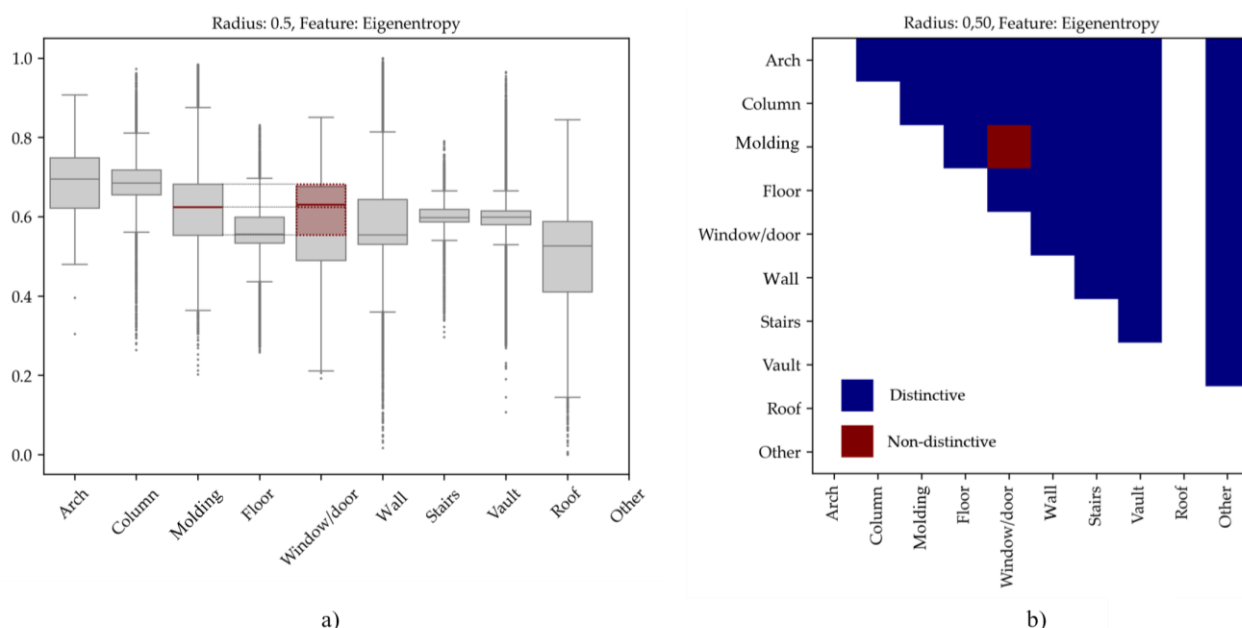 Radius: 0.5, Feature: Eigenentropy
1.0
0.8
0.6
0.4
0.2
0.0
Arch
Column
Molding
Floor
Window/door
Wall
Stairs
Vault
Roof
Other
a)
Radius: 0,50, Feature: Eigenentropy
Arch
Column
Molding
Floor
Window/door
Wall
Stairs
Vault
Roof
Other
Distinctive
Non-distinctive
Arch
Column
Molding
Floor
Window/door
Wall
Stairs
Vault
Roof
Other
b)